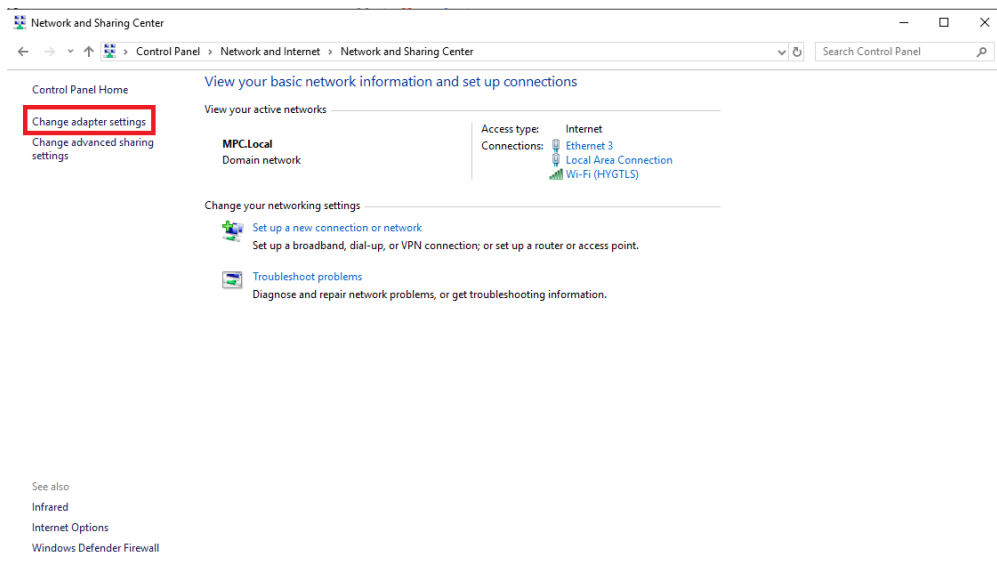 Network and Sharing Center
Control Panel > Network and Internet > Network and Sharing Center
Search Control Panel
Control Panel Home
Change adapter settings
Change advanced sharing
settings
View your basic network information and set up connections
View your active networks
MPC.Local
Domain network
Access type: Internet
Connections: Ethernet 3
Local Area Connection
Wi-Fi (HYGTLS)
Change your networking settings
Set up a new connection or network
Set up a broadband, dial-up, or VPN connection; or set up a router or access point.
Troubleshoot problems
Diagnose and repair network problems, or get troubleshooting information.
See also
Infrared
Internet Options
Windows Defender Firewall